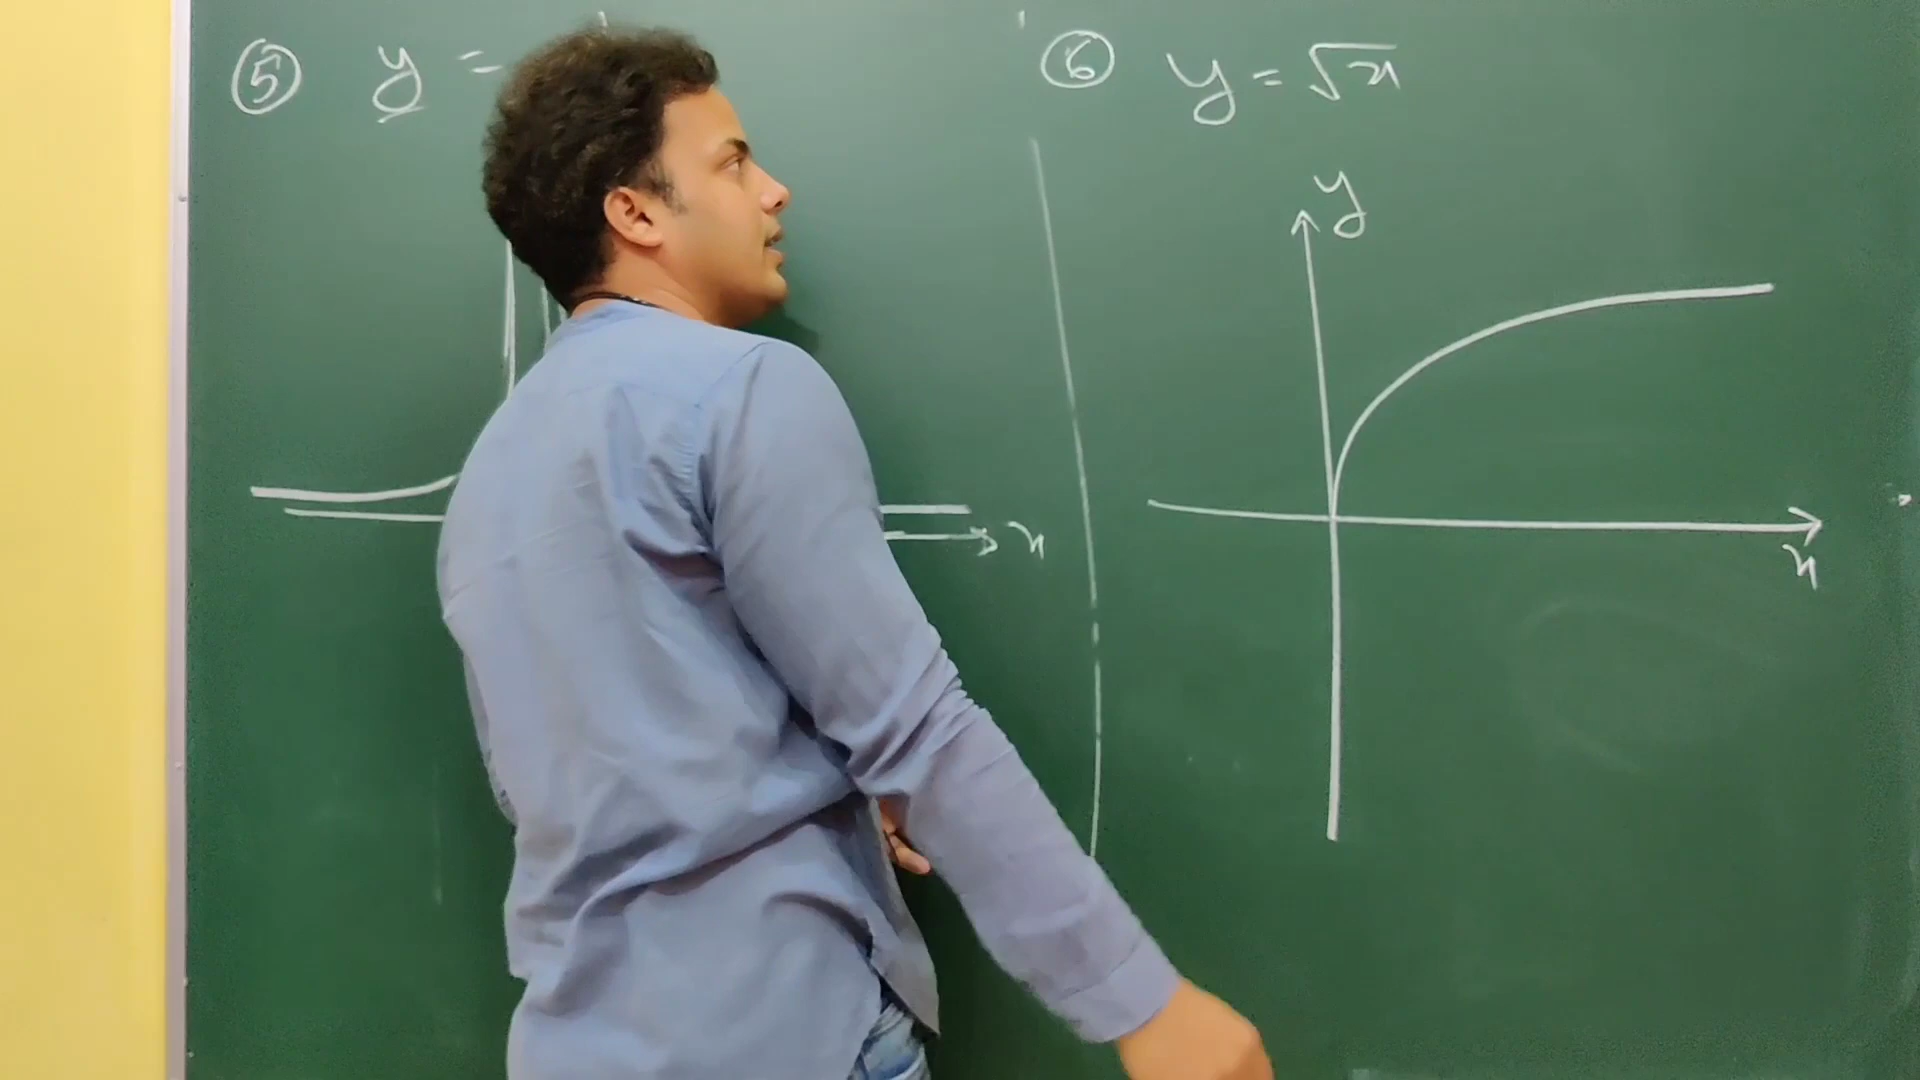 ⑤ y =
x
⑥ y = √x
y
x